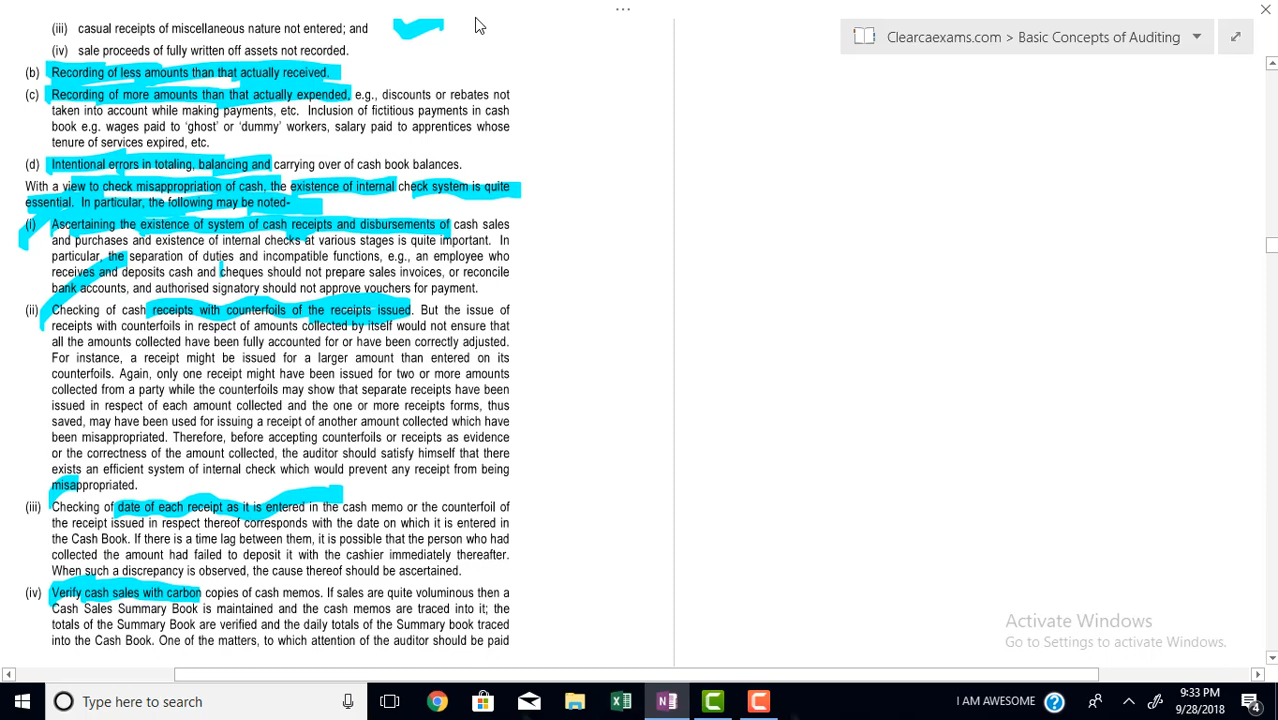 (iii) casual receipts of miscellaneous nature not entered; and
(iv) sale proceeds of fully written off assets not recorded.
(b) Recording of less amounts than that actually received.
(c) Recording of more amounts than that actually expended, e.g., discounts or rebates not
taken into account while making payments, etc. Inclusion of fictitious payments in cash
book e.g. wages paid to ‘ghost’ or ‘dummy’ workers, salary paid to apprentices whose
tenure of services expired, etc.
(d) Intentional errors in totaling, balancing and carrying over of cash book balances.
With a view to check misappropriation of cash, the existence of internal check system is quite
essential. In particular, the following may be noted-
(i) Ascertaining the existence of system of cash receipts and disbursements of cash sales
and purchases and existence of internal checks at various stages is quite important. In
particular, the separation of duties and incompatible functions, e.g., an employee who
receives and deposits cash and cheques should not prepare sales invoices, or reconcile
bank accounts, and authorised signatory should not approve vouchers for payment.
(ii) Checking of cash receipts with counterfoils of the receipts issued. But the issue of
receipts with counterfoils in respect of amounts collected by itself would not ensure that
all the amounts collected have been fully accounted for or have been correctly adjusted.
For instance, a receipt might be issued for a larger amount than entered on its
counterfoils. Again, only one receipt might have been issued for two or more amounts
collected from a party while the counterfoils may show that separate receipts have been
issued in respect of each amount collected and the one or more receipts forms, thus
saved, may have been used for issuing a receipt of another amount collected which have
been misappropriated. Therefore, before accepting counterfoils or receipts as evidence
or the correctness of the amount collected, the auditor should satisfy himself that there
exists an efficient system of internal check which would prevent any receipt from being
misappropriated.
(iii) Checking of date of each receipt as it is entered in the cash memo or the counterfoil of
the receipt issued in respect thereof corresponds with the date on which it is entered in
the Cash Book. If there is a time lag between them, it is possible that the person who had
collected the amount had failed to deposit it with the cashier immediately thereafter.
When such a discrepancy is observed, the cause thereof should be ascertained.
(iv) Verify cash sales with carbon copies of cash memos. If sales are quite voluminous then a
Cash Sales Summary Book is maintained and the cash memos are traced into it; the
totals of the Summary Book are verified and the daily totals of the Summary book traced
into the Cash Book. One of the matters, to which attention of the auditor should be paid
Clearcaexams.com > Basic Concepts of Auditing
Activate Windows
Go to Settings to activate Windows.
Type here to search
I AM AWESOME
9:33 PM
9/28/2018
4